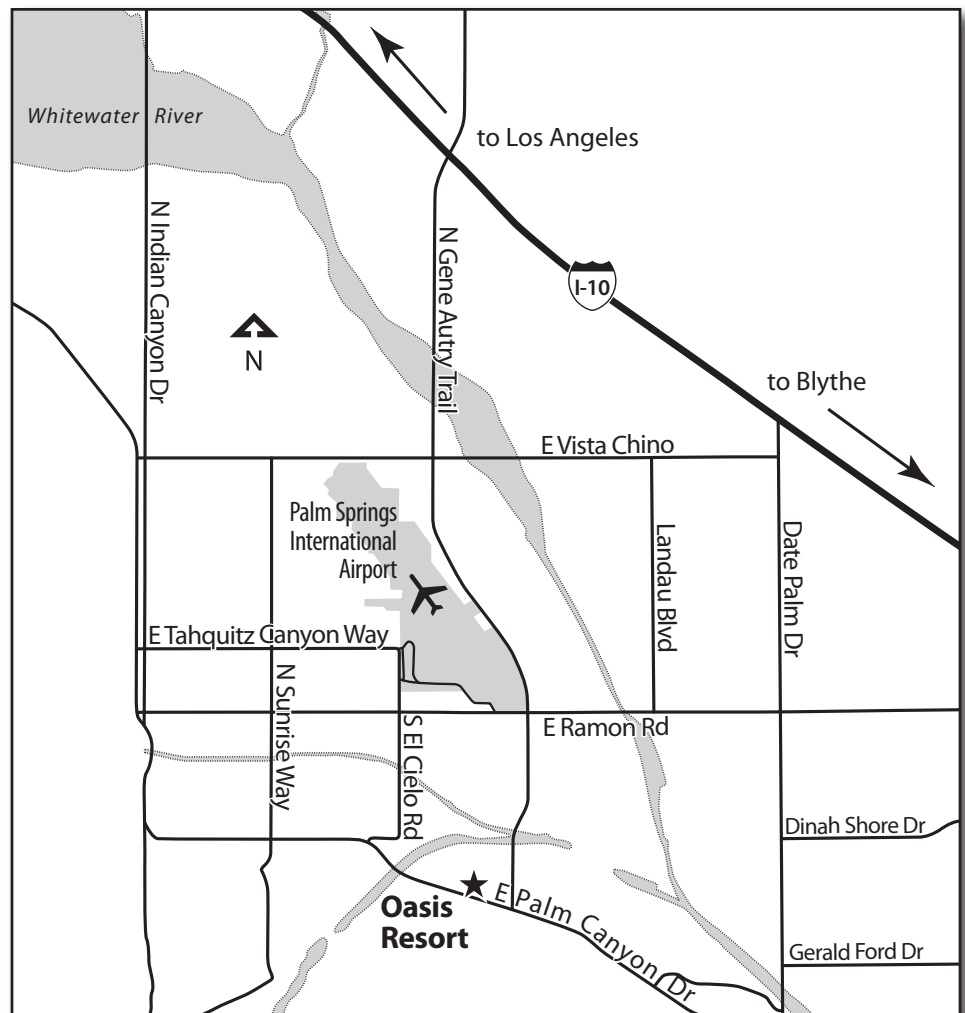 Whitewater River
to Los Angeles
N Indian Canyon Dr
N Gene Autry Trail
I-10
N
to Blythe
E Vista Chino
Palm Springs
International
Airport
Landau Blvd
Date Palm Dr
E Tahquitz Canyon Way
N Sunrise Way
S El Cielo Rd
E Ramon Rd
Dinah Shore Dr
Oasis
Resort
E Palm Canyon Dr
Gerald Ford Dr